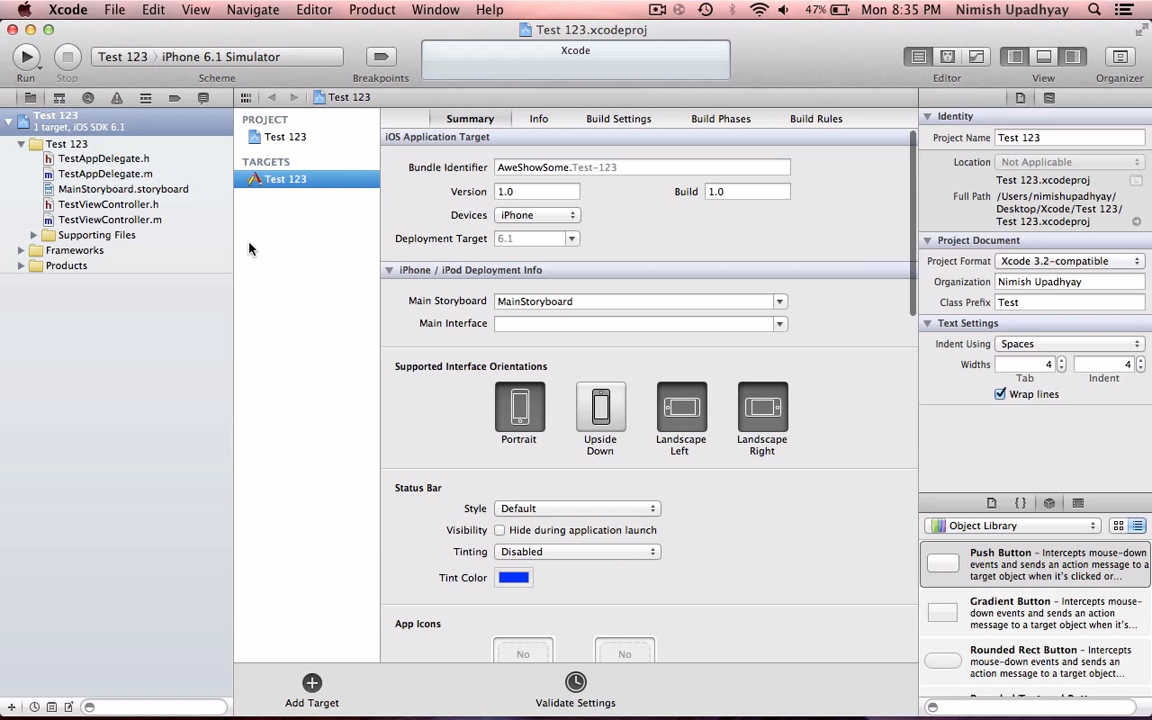 Xcode File Edit View Navigate Editor Product Window Help 47% Mon 8:35 PM Nimish Upadhyay
Test 123.xcodeproj
Test 123 〉 iPhone 6.1 Simulator
Xcode
Run Stop Scheme Breakpoints Editor View Organizer
Test 123
1 target, iOS SDK 6.1
Test 123
TestAppDelegate.h
TestAppDelegate.m
MainStoryboard.storyboard
TestViewController.h
TestViewController.m
Supporting Files
Frameworks
Products
Test 123
PROJECT
Test 123
TARGETS
Test 123
Summary Info Build Settings Build Phases Build Rules
iOS Application Target
Bundle Identifier AweShowSome.Test-123
Version 1.0 Build 1.0
Devices iPhone
Deployment Target 6.1
iPhone / iPod Deployment Info
Main Storyboard MainStoryboard
Main Interface
Supported Interface Orientations
Portrait Upside Down Landscape Left Landscape Right
Status Bar
Style Default
Visibility Hide during application launch
Tinting Disabled
Tint Color
App Icons
No No
Add Target Validate Settings
Identity
Project Name Test 123
Location Not Applicable
Test 123.xcodeproj
Full Path /Users/nimishupadhyay/
Desktop/Xcode/Test 123/
Test 123.xcodeproj
Project Document
Project Format Xcode 3.2-compatible
Organization Nimish Upadhyay
Class Prefix Test
Text Settings
Indent Using Spaces
Widths 4 4
Tab Indent
Wrap lines
{ }
Object Library
Push Button – Intercepts mouse-down
events and sends an action message to a
target object when it's clicked or...
Gradient Button – Intercepts mouse-
down events and sends an action
message to a target object when it's...
Rounded Rect Button – Intercepts
mouse-down events and sends an
action message to a target object...